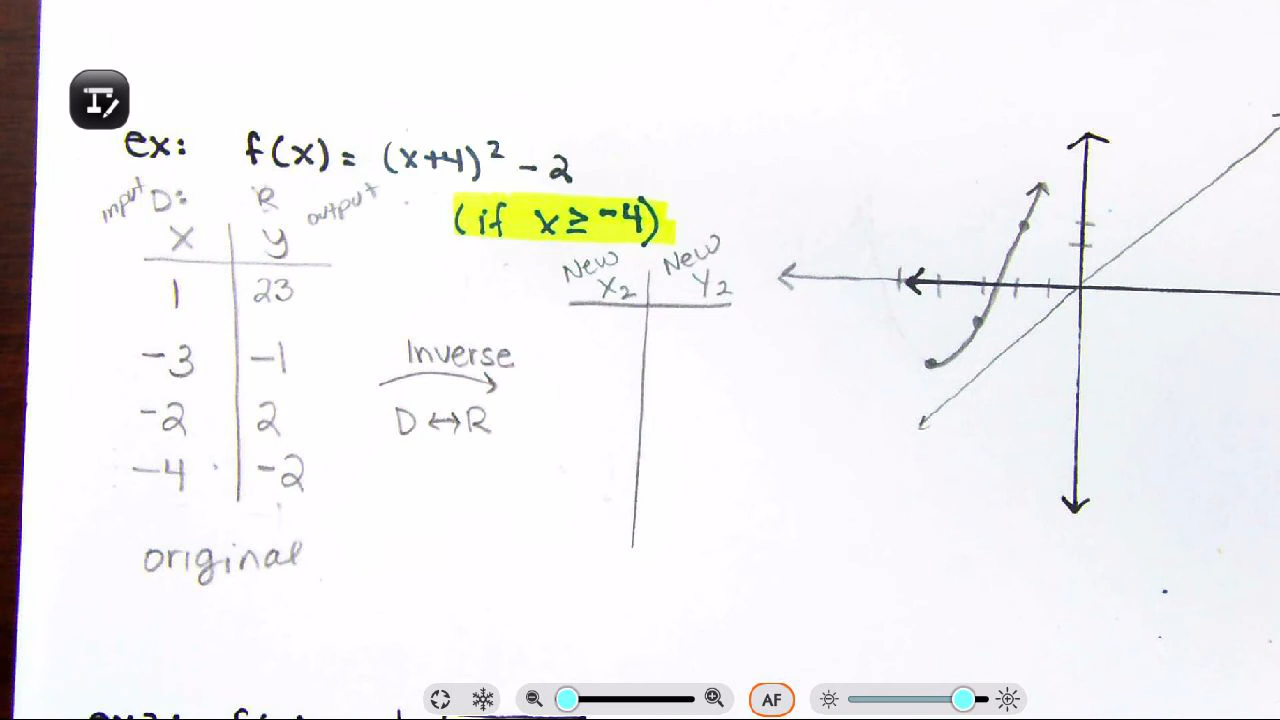 ex: f(x) = (x+4)² - 2
(if x ≥ -4)
input D: R output
x y
1 23
-3 -1
-2 2
-4 -2
original
Inverse
D ↔ R
New New
X₂ Y₂
AF